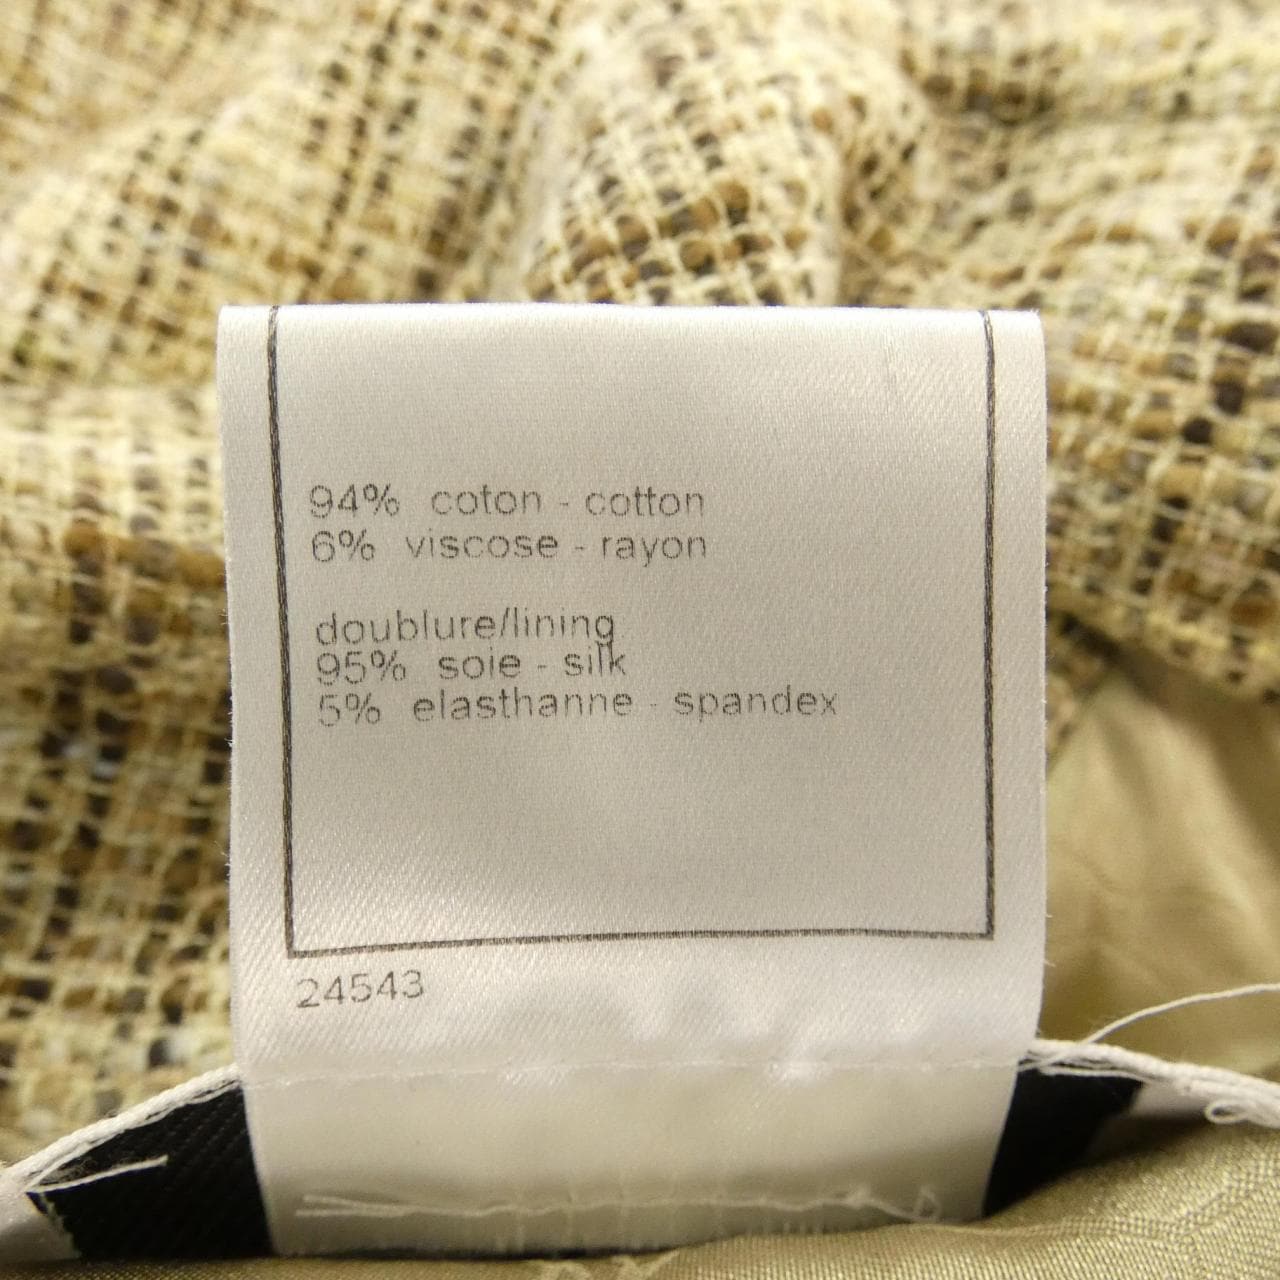 94% coton - cotton
6% viscose - rayon
doublure/lining
95% soie - silk
5% elasthanne - spandex
24543